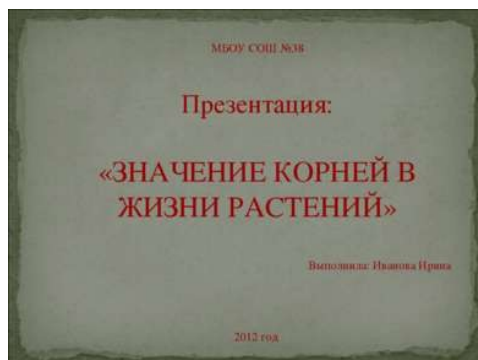 МБОУ СОШ №38
Презентация:
«ЗНАЧЕНИЕ КОРНЕЙ В
ЖИЗНИ РАСТЕНИЙ»
Выполнила: Иванова Ирина
2012 год